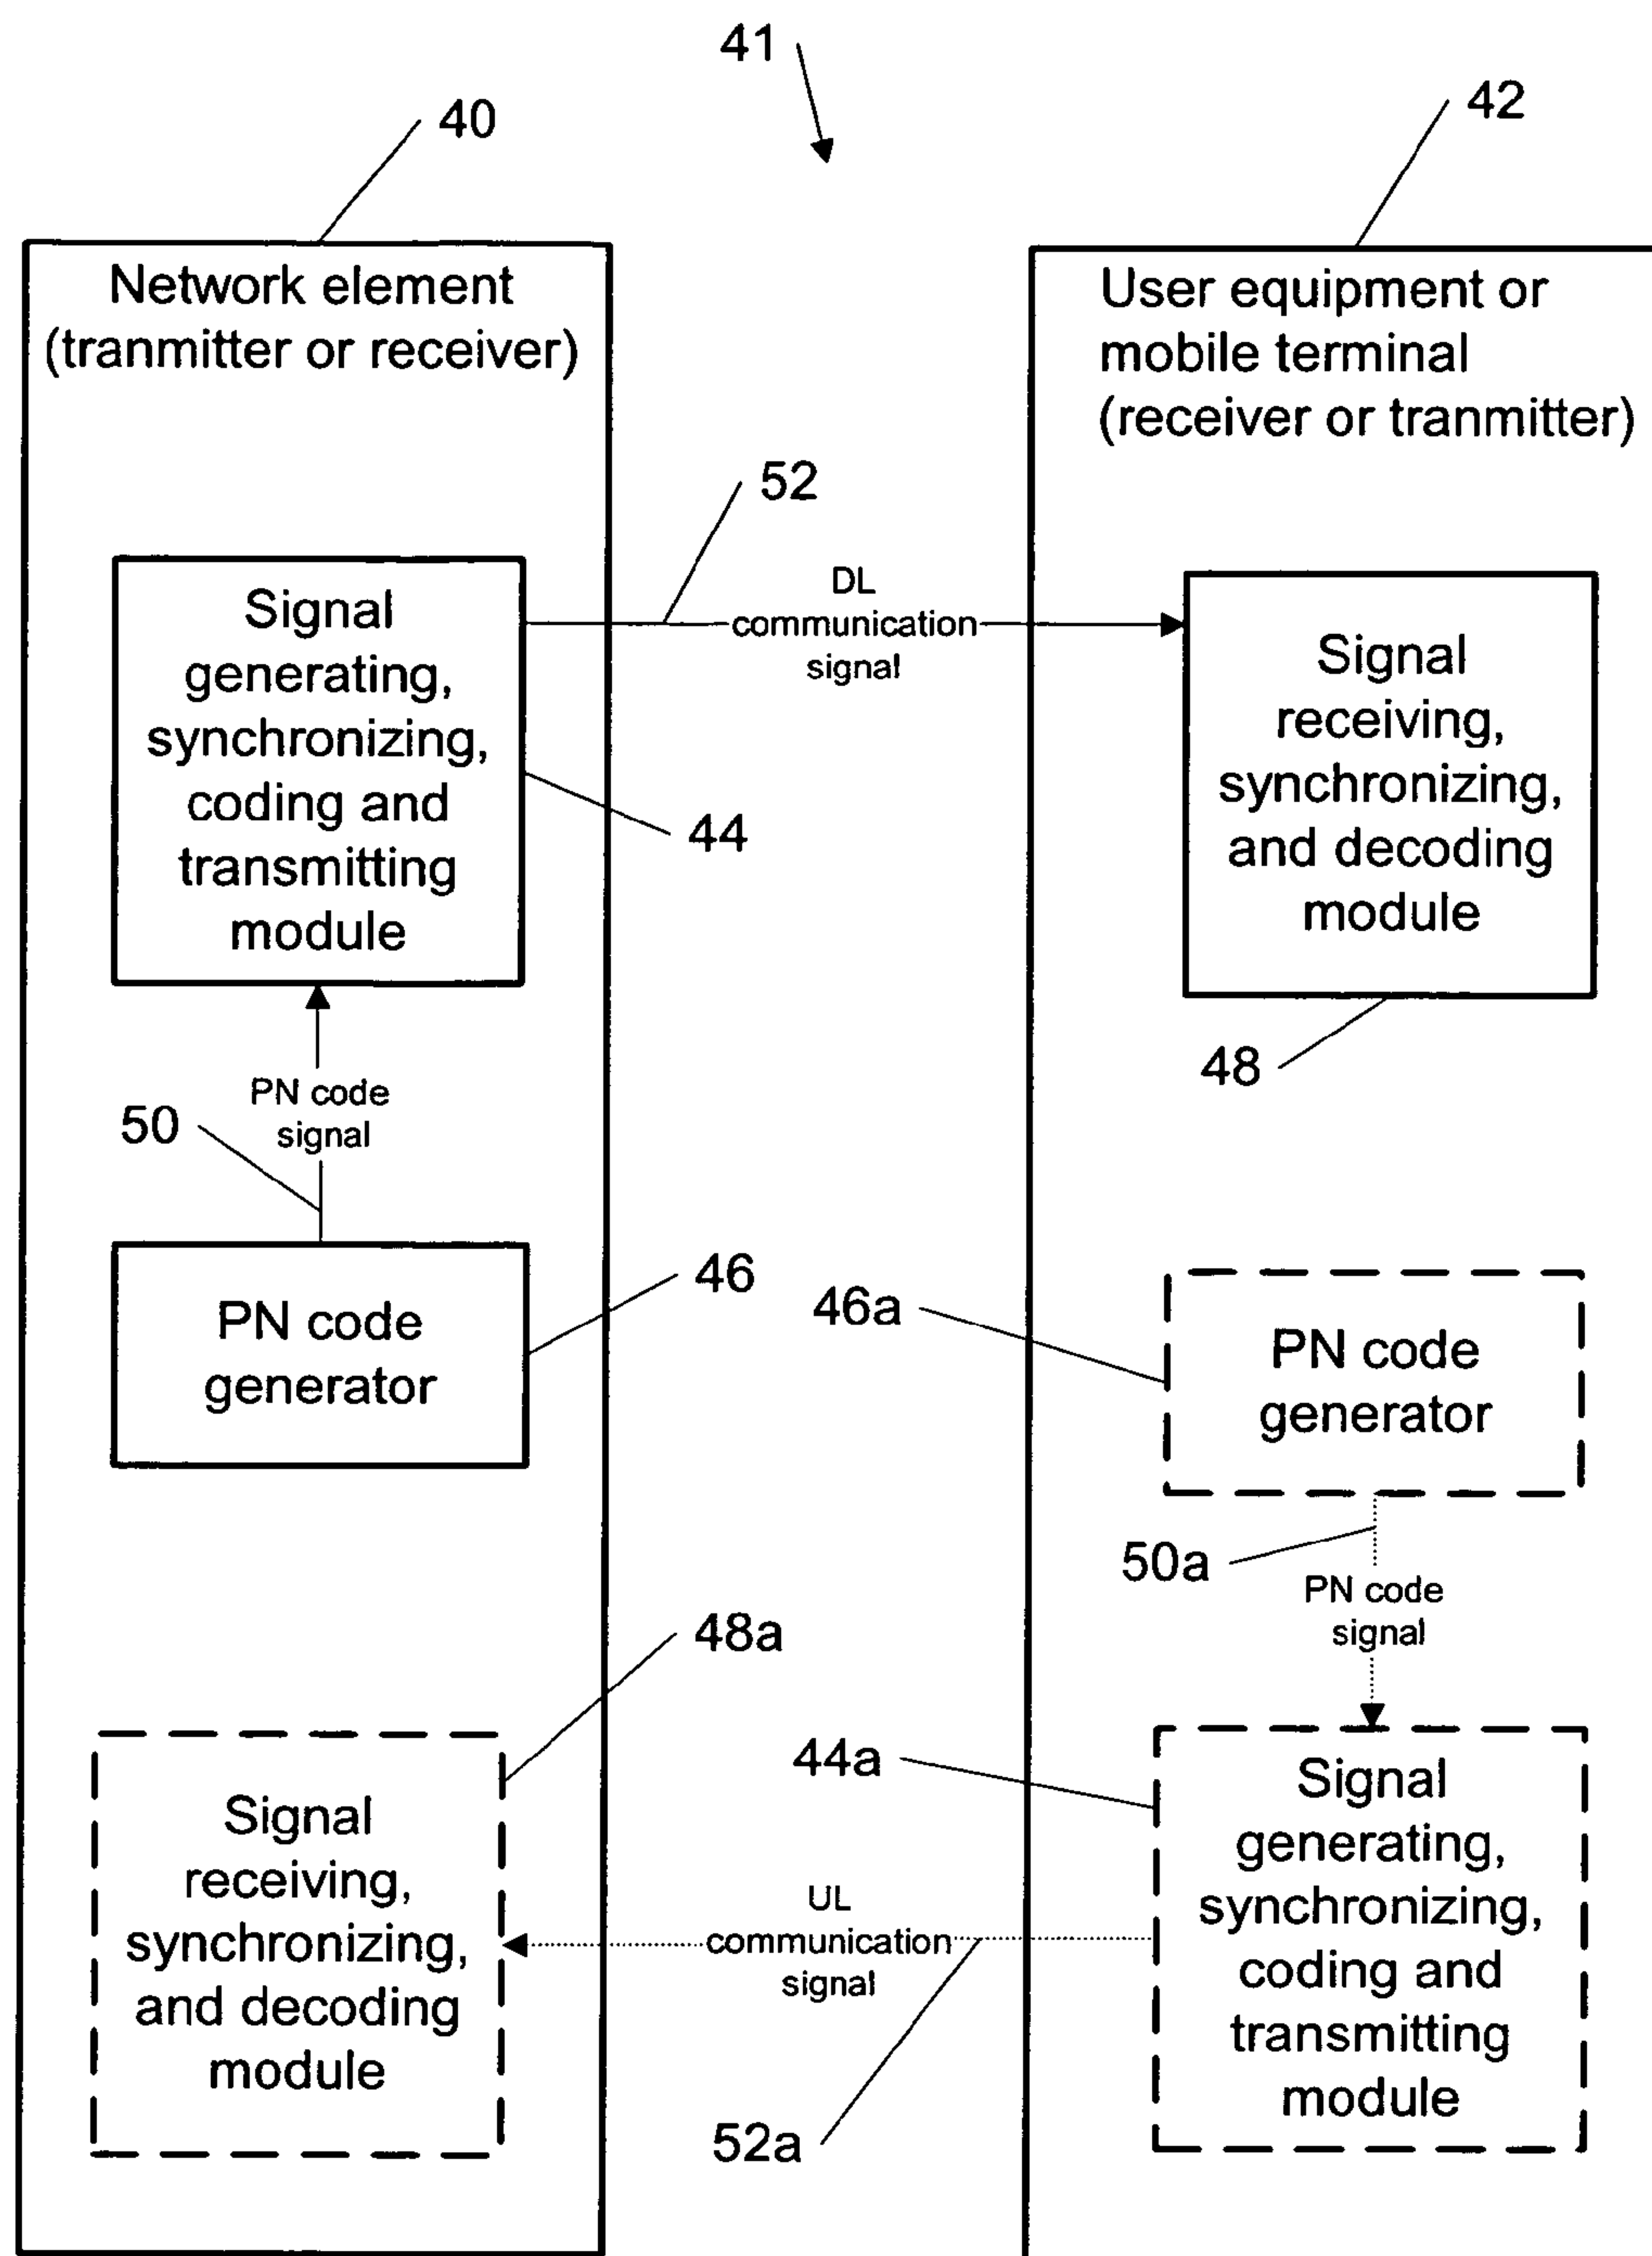 41
40
42
Network element
(tranmitter or receiver)
User equipment or
mobile terminal
(receiver or tranmitter)
52
Signal
generating,
synchronizing,
coding and
transmitting
module
DL
communication
signal
Signal
receiving,
synchronizing,
and decoding
module
44
48
PN code
signal
50
46
PN code
generator
46a
PN code
generator
50a
PN code
signal
48a
44a
Signal
receiving,
synchronizing,
and decoding
module
UL
communication
signal
Signal
generating,
synchronizing,
coding and
transmitting
module
52a